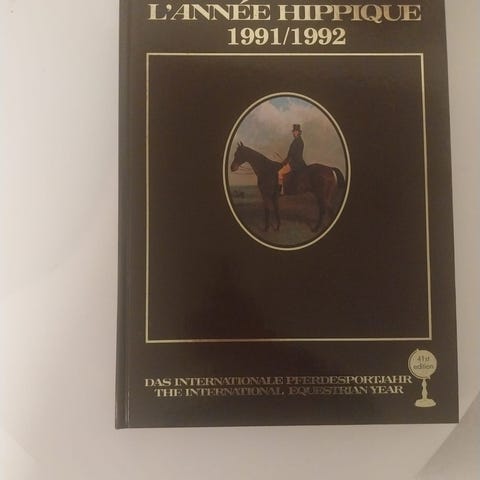 L'ANNÉE HIPPIQUE
1991/1992
41st
edition
DAS INTERNATIONALE PFERDESPORTJAHR
THE INTERNATIONAL EQUESTRIAN YEAR